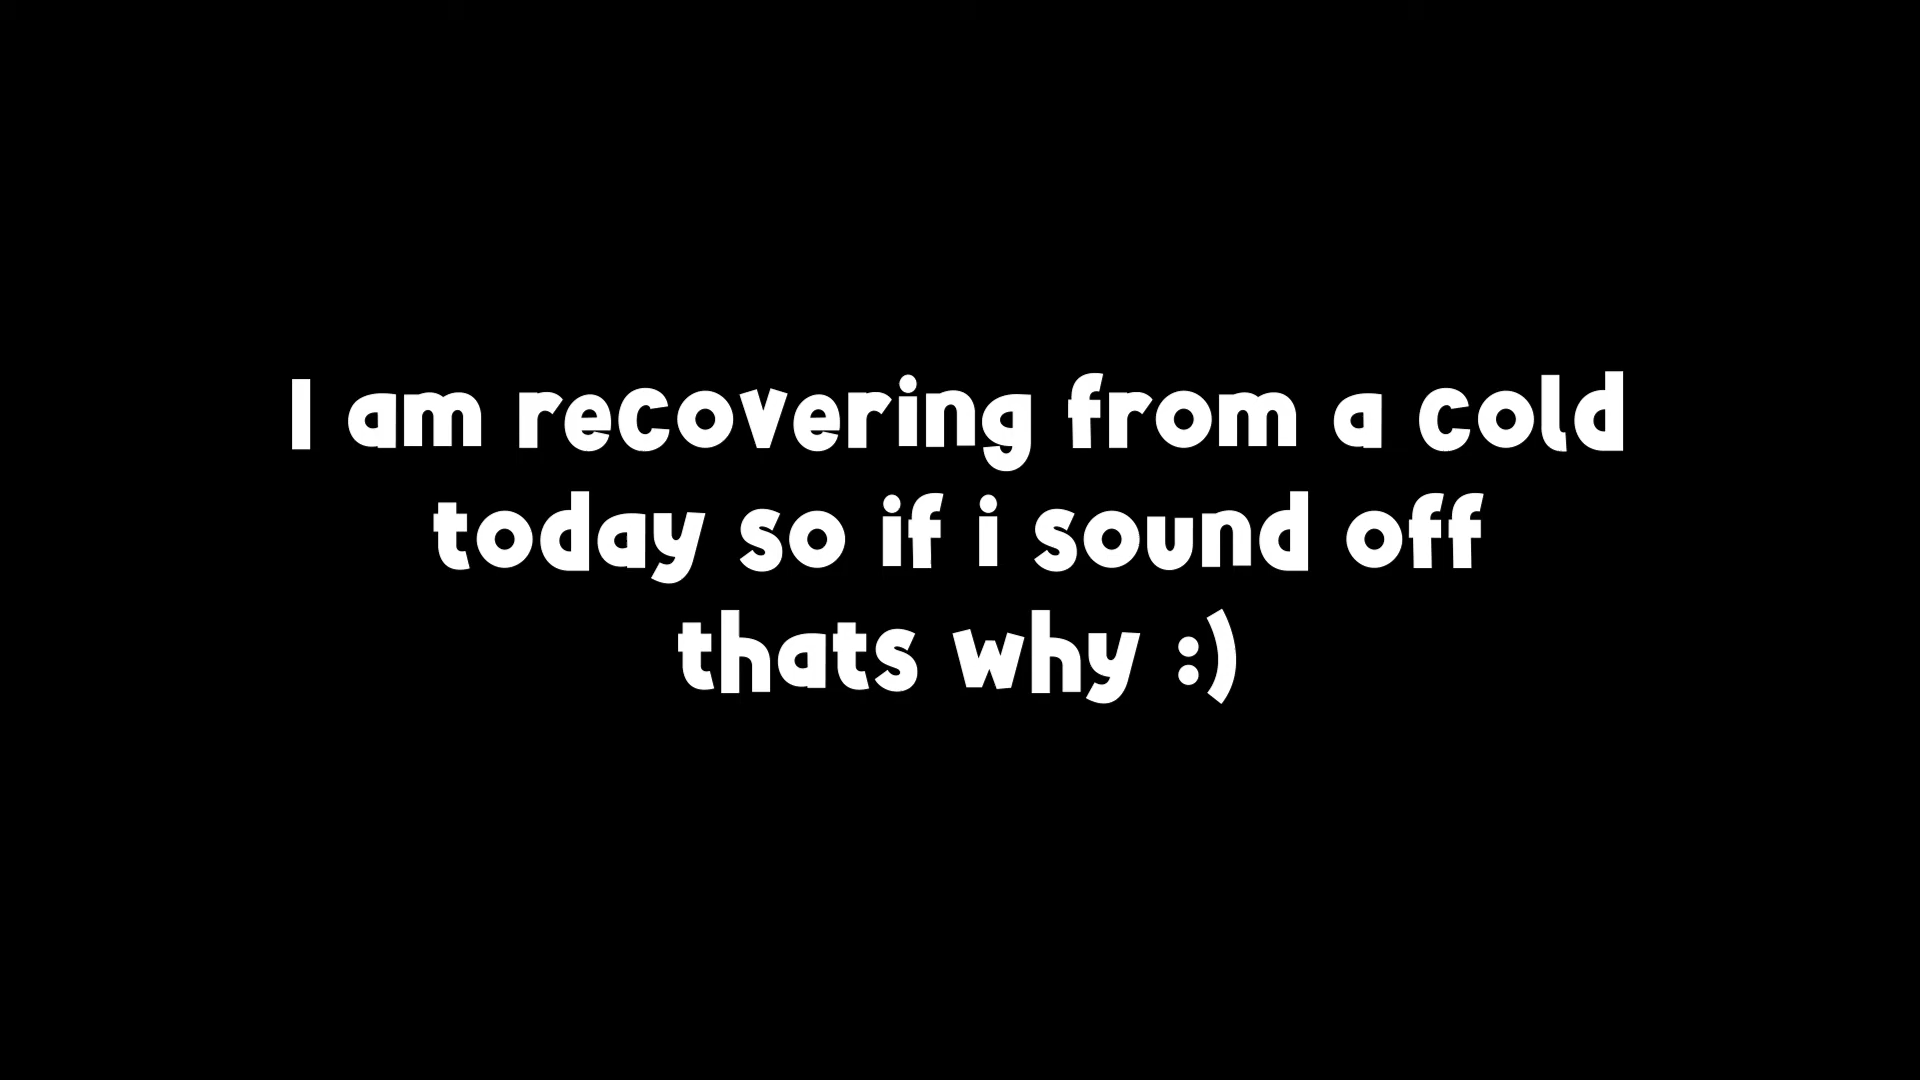 I am recovering from a cold
today so if i sound off
thats why :)